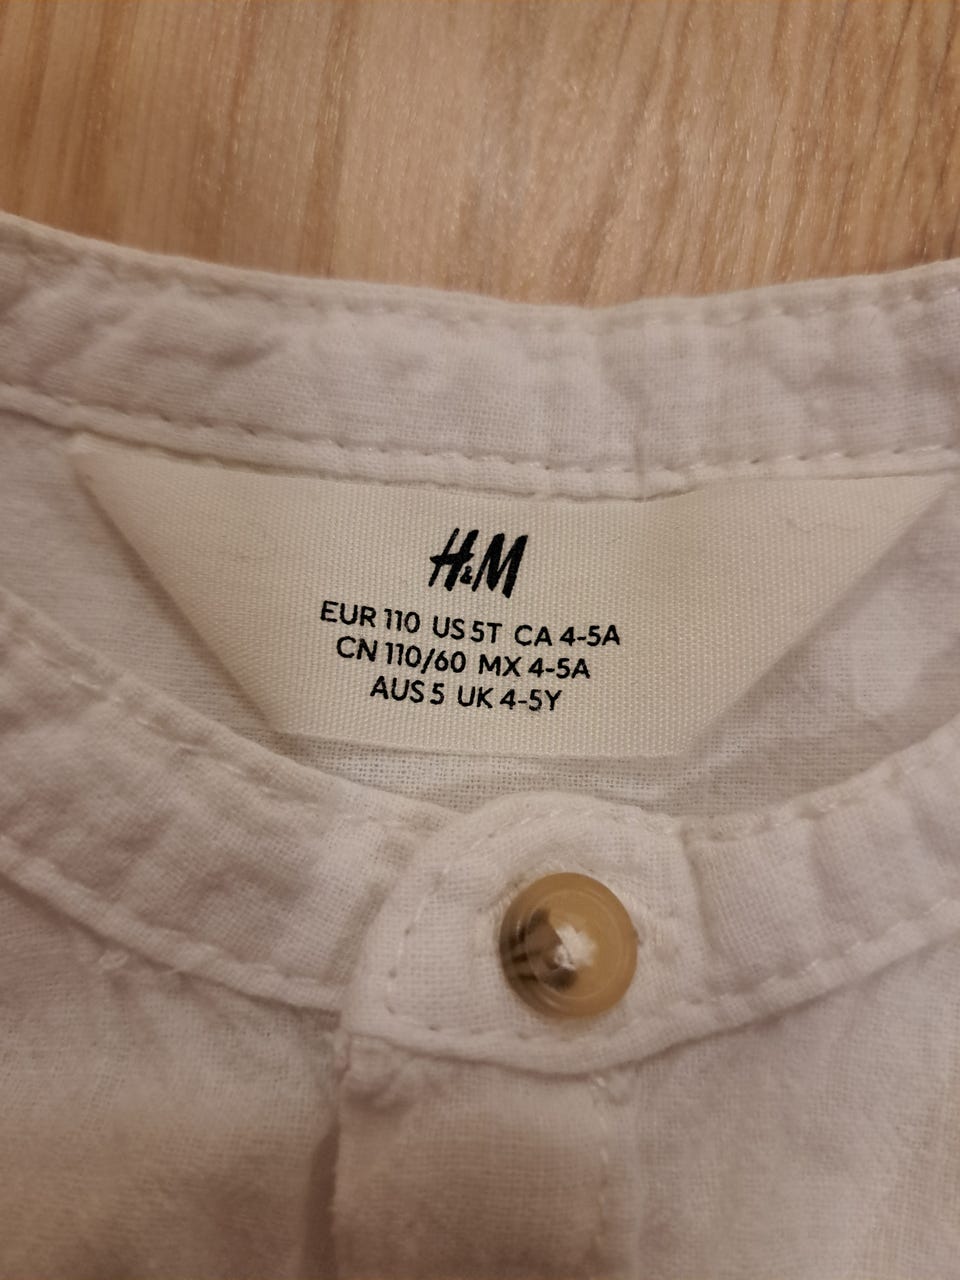 H&M
EUR 110 US 5T CA 4-5A
CN 110/60 MX 4-5A
AUS 5 UK 4-5Y